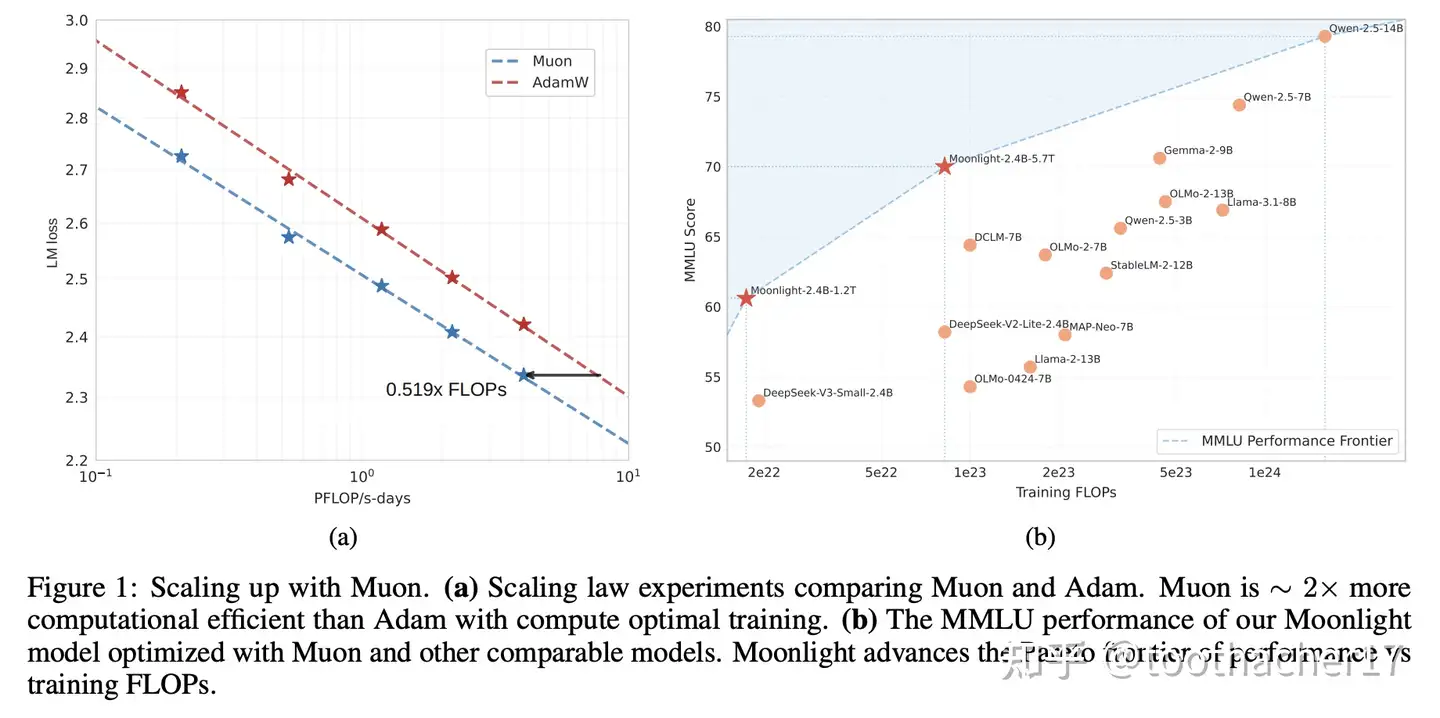 3.0
2.9
2.8
2.7
2.6
2.5
2.4
2.3
2.2
LM loss
Muon
AdamW
0.519x FLOPs
10⁻¹
10⁰
10¹
PFLOP/s-days
(a)
80
75
70
65
60
55
50
MMLU Score
Qwen-2.5-14B
Qwen-2.5-7B
Gemma-2-9B
Moonlight-2.4B-5.7T
OLMo-2-13B
Llama-3.1-8B
Qwen-2.5-3B
DCLM-7B
OLMo-2-7B
StableLM-2-12B
Moonlight-2.4B-1.2T
DeepSeek-V2-Lite-2.4B
MAP-Neo-7B
Llama-2-13B
OLMo-0424-7B
DeepSeek-V3-Small-2.4B
MMLU Performance Frontier
2e22
5e22
1e23
2e23
5e23
1e24
Training FLOPs
(b)
Figure 1: Scaling up with Muon. (a) Scaling law experiments comparing Muon and Adam. Muon is ∼ 2× more
computational efficient than Adam with compute optimal training. (b) The MMLU performance of our Moonlight
model optimized with Muon and other comparable models. Moonlight advances the Pareto frontier of performance vs
training FLOPs.
知乎 @toothacher17